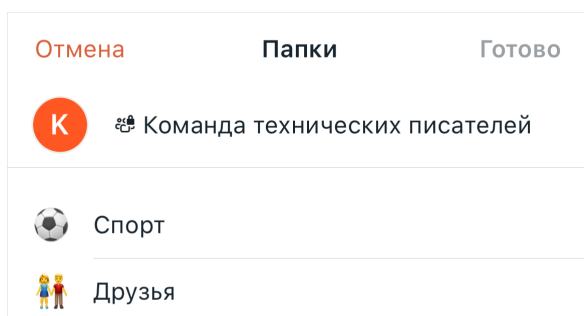 Отмена Папки Готово
К Команда технических писателей
Спорт
Друзья